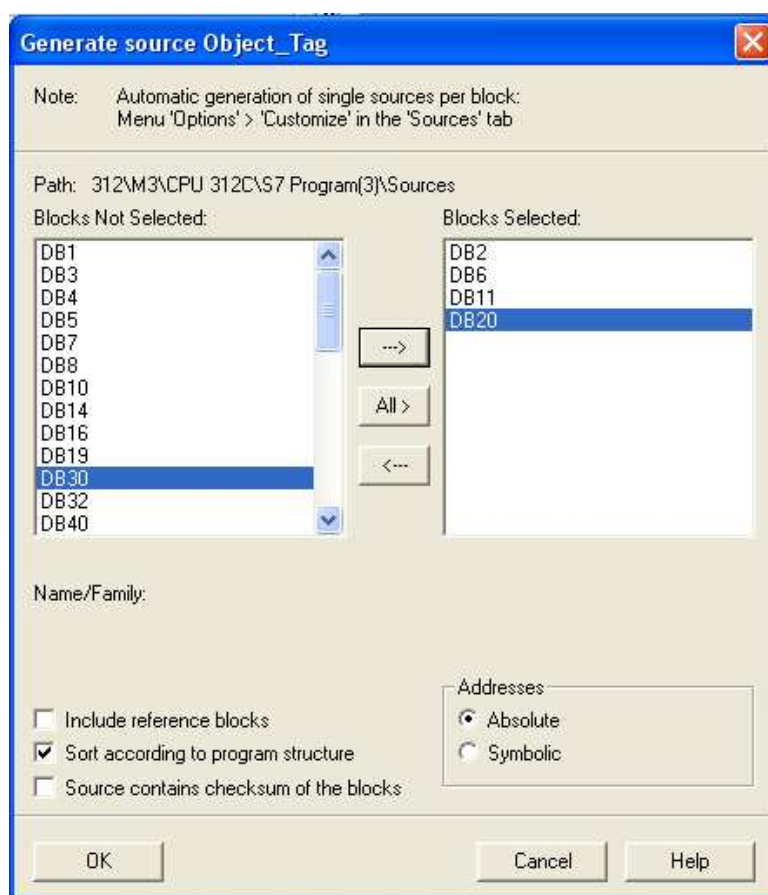 Generate source Object_Tag
Note: Automatic generation of single sources per block:
Menu 'Options' > 'Customize' in the 'Sources' tab
Path: 312\M3\CPU 312C\S7 Program(3)\Sources
Blocks Not Selected:
DB1
DB3
DB4
DB5
DB7
DB8
DB10
DB14
DB16
DB19
DB30
DB32
DB40
--->
All >
<---
Blocks Selected:
DB2
DB6
DB11
DB20
Name/Family:
Include reference blocks
Sort according to program structure
Source contains checksum of the blocks
Addresses
Absolute
Symbolic
OK
Cancel
Help